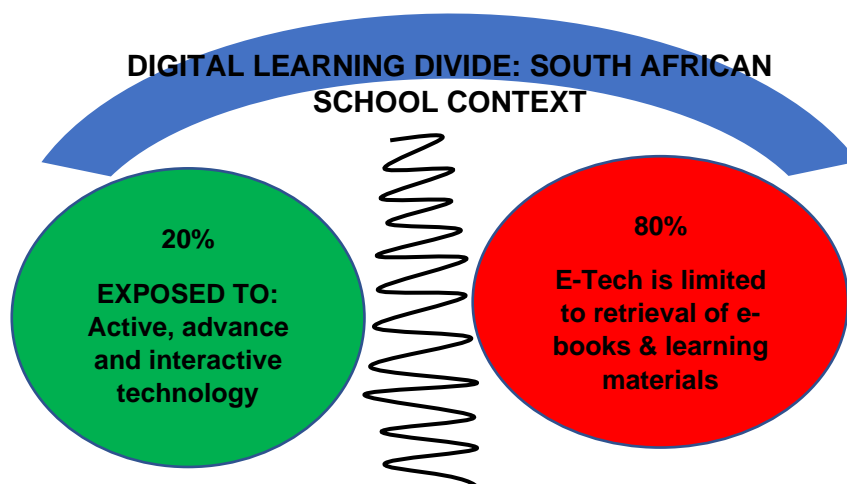 DIGITAL LEARNING DIVIDE: SOUTH AFRICAN
SCHOOL CONTEXT
20%
EXPOSED TO:
Active, advance
and interactive
technology
80%
E-Tech is limited
to retrieval of e-
books & learning
materials